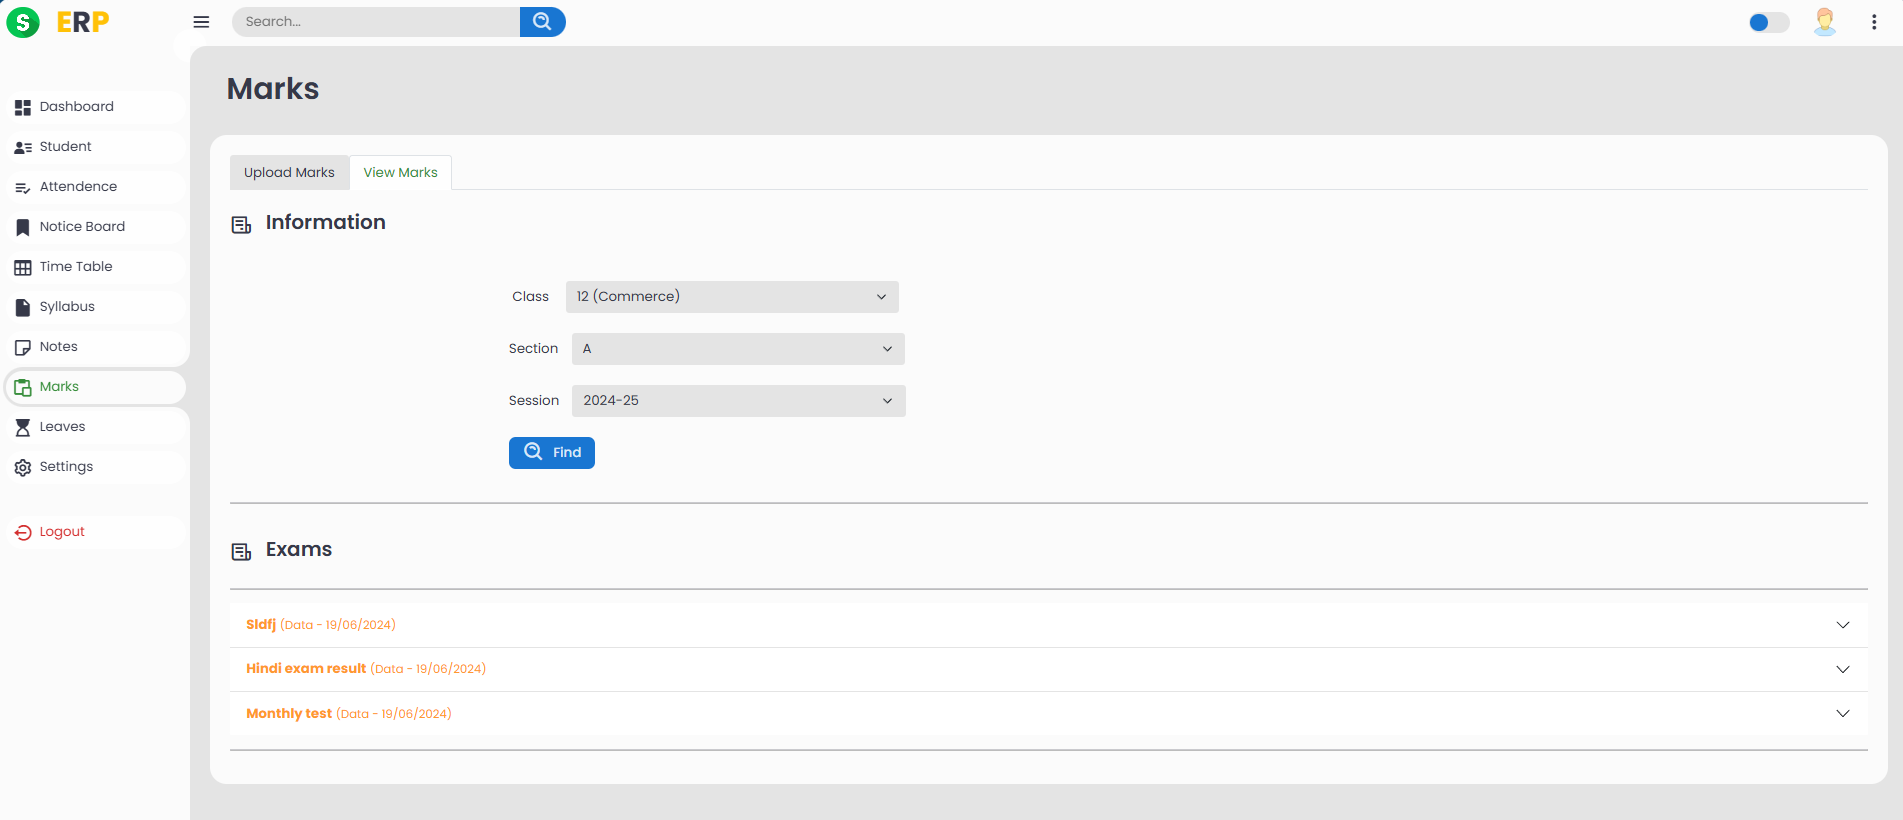 S ERP
Search...
Dashboard
Student
Attendence
Notice Board
Time Table
Syllabus
Notes
Marks
Leaves
Settings
Logout
Marks
Upload Marks View Marks
Information
Class 12 (Commerce)
Section A
Session 2024-25
Find
Exams
Sldfj (Data - 19/06/2024)
Hindi exam result (Data - 19/06/2024)
Monthly test (Data - 19/06/2024)